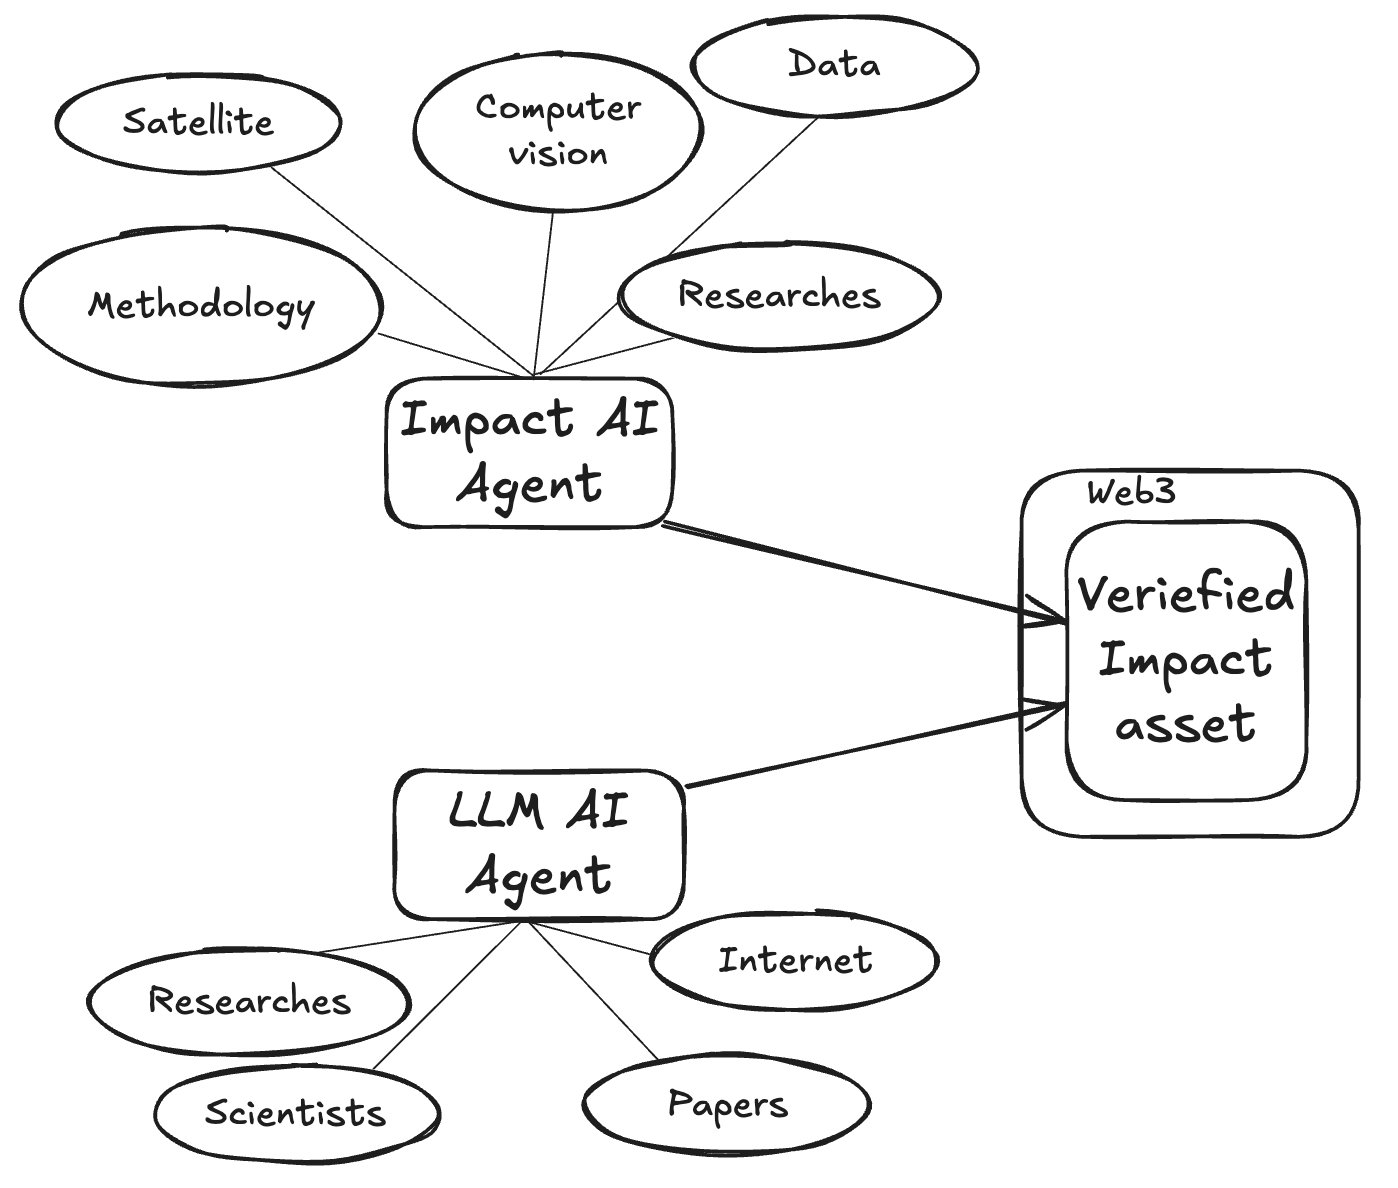 Data
Computer
vision
Satellite
Methodology
Researches
Impact AI
Agent
Web3
Veriefied
Impact
asset
LLM AI
Agent
Internet
Researches
Scientists
Papers